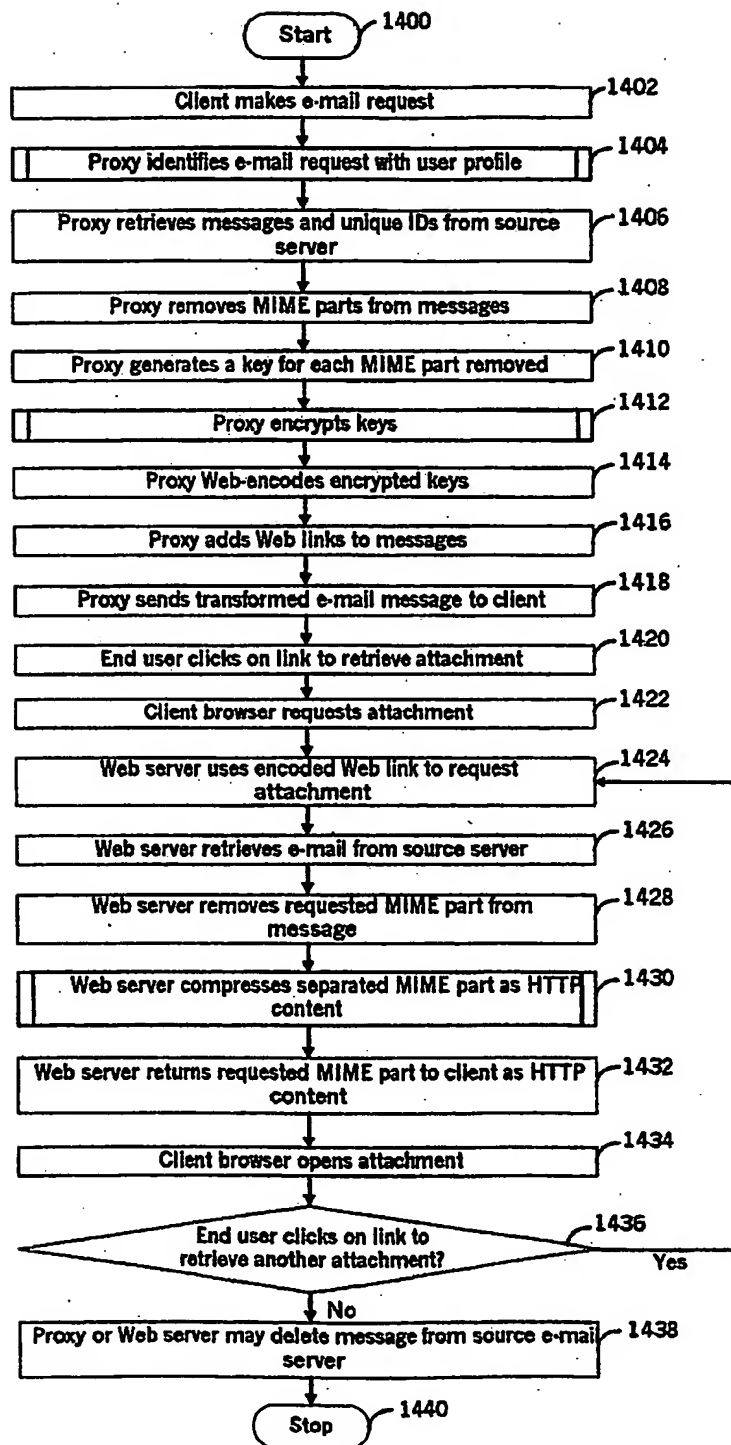 Start
1400
Client makes e-mail request
1402
Proxy identifies e-mail request with user profile
1404
Proxy retrieves messages and unique IDs from source
server
1406
Proxy removes MIME parts from messages
1408
Proxy generates a key for each MIME part removed
1410
Proxy encrypts keys
1412
Proxy Web-encodes encrypted keys
1414
Proxy adds Web links to messages
1416
Proxy sends transformed e-mail message to client
1418
End user clicks on link to retrieve attachment
1420
Client browser requests attachment
1422
Web server uses encoded Web link to request
attachment
1424
Web server retrieves e-mail from source server
1426
Web server removes requested MIME part from
message
1428
Web server compresses separated MIME part as HTTP
content
1430
Web server returns requested MIME part to client as HTTP
content
1432
Client browser opens attachment
1434
End user clicks on link to
retrieve another attachment?
1436
Yes
No
Proxy or Web server may delete message from source e-mail
server
1438
Stop
1440